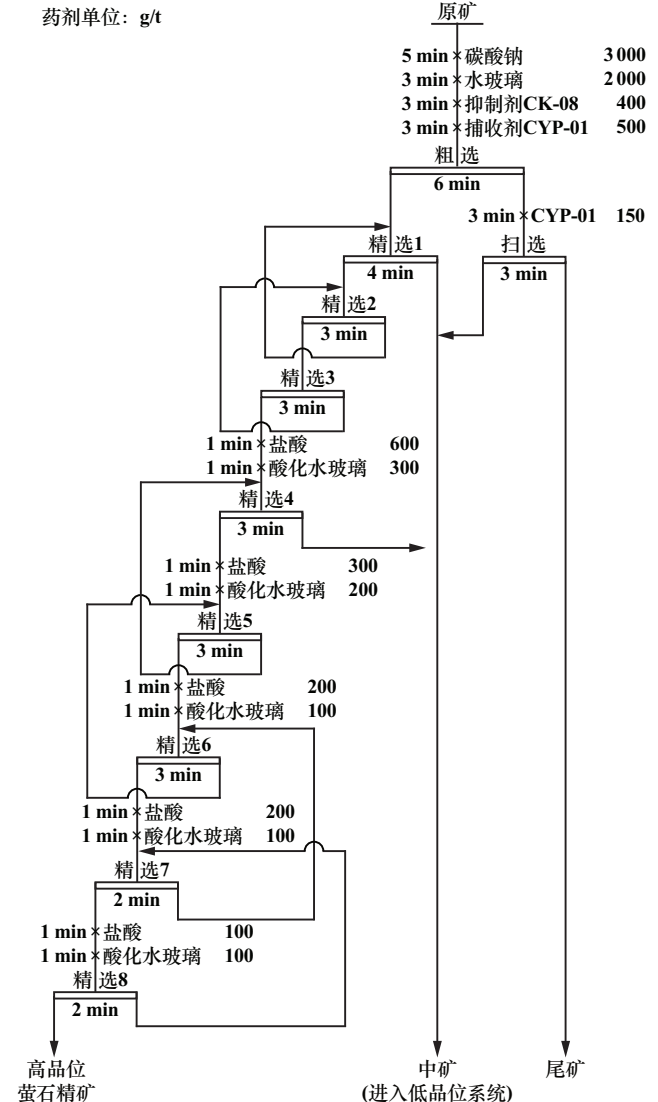 药剂单位：g/t
原矿
5 min × 碳酸钠 3 000
3 min × 水玻璃 2 000
3 min × 抑制剂CK-08 400
3 min × 捕收剂CYP-01 500
粗选
6 min
3 min × CYP-01 150
精选1
扫选
4 min
3 min
精选2
3 min
精选3
3 min
1 min × 盐酸 600
1 min × 酸化水玻璃 300
精选4
3 min
1 min × 盐酸 300
1 min × 酸化水玻璃 200
精选5
3 min
1 min × 盐酸 200
1 min × 酸化水玻璃 100
精选6
3 min
1 min × 盐酸 200
1 min × 酸化水玻璃 100
精选7
2 min
1 min × 盐酸 100
1 min × 酸化水玻璃 100
精选8
2 min
高品位
萤石精矿
中矿
(进入低品位系统)
尾矿